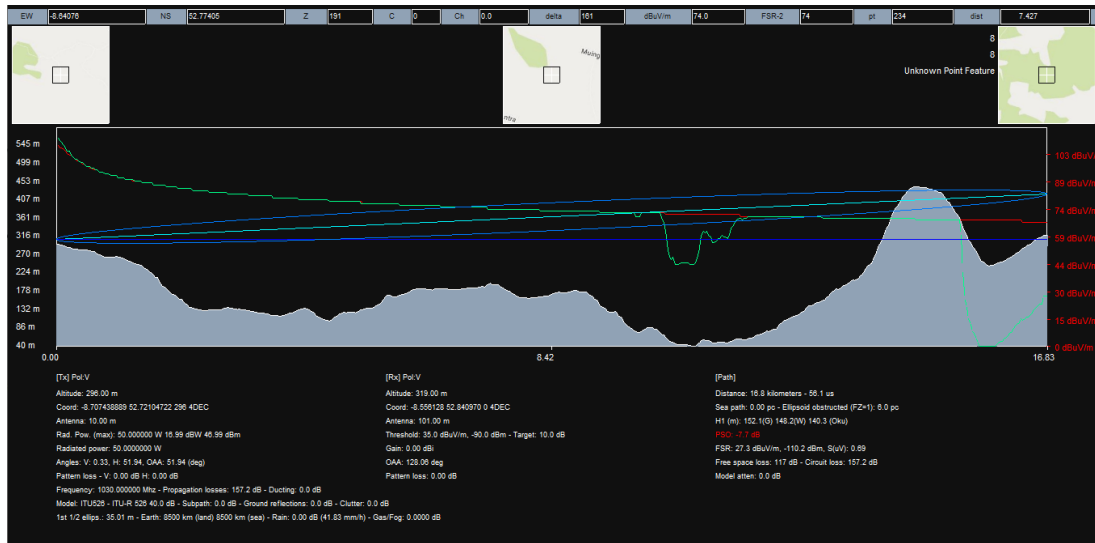 EW -8.64076 NS 52.77405 Z 191 C 0 Ch 0.0 delta 161 dBuV/m 74.0 FSR-2 74 pt 234 dist 7.427
8
8
Unknown Point Feature
Muing
ntra
545 m
499 m
453 m
407 m
361 m
316 m
270 m
224 m
178 m
132 m
86 m
40 m
103 dBuV/m
89 dBuV/m
74 dBuV/m
59 dBuV/m
44 dBuV/m
30 dBuV/m
15 dBuV/m
0 dBuV/m
0.00 8.42 16.83
[Tx] Pol:V
Altitude: 296.00 m
Coord: -8.707438889 52.72104722 296 4DEC
Antenna: 10.00 m
Rad. Pow. (max): 50.000000 W 16.99 dBW 46.99 dBm
Radiated power: 50.0000000 W
Angles: V: 0.33, H: 51.94, OAA: 51.94 (deg)
Pattern loss - V: 0.00 dB H: 0.00 dB
Frequency: 1030.000000 Mhz - Propagation losses: 157.2 dB - Ducting: 0.0 dB
Model: ITU526 - ITU-R 526 40.0 dB - Subpath: 0.0 dB - Ground reflections: 0.0 dB - Clutter: 0.0 dB
1st 1/2 ellips.: 35.01 m - Earth: 8500 km (land) 8500 km (sea) - Rain: 0.00 dB (41.83 mm/h) - Gas/Fog: 0.0000 dB
[Rx] Pol:V
Altitude: 319.00 m
Coord: -8.556128 52.840970 0 4DEC
Antenna: 101.00 m
Threshold: 35.0 dBuV/m, -90.0 dBm - Target: 10.0 dB
Gain: 0.00 dBi
OAA: 128.06 deg
Pattern loss: 0.00 dB
[Path]
Distance: 16.8 kilometers - 56.1 us
Sea path: 0.00 pc - Ellipsoid obstructed (FZ=1): 6.0 pc
H1 (m): 152.1(G) 148.2(W) 140.3 (Oku)
PSO: -7.7 dB
FSR: 27.3 dBuV/m, -110.2 dBm, S(uV): 0.69
Free space loss: 117 dB - Circuit loss: 157.2 dB
Model atten: 0.0 dB